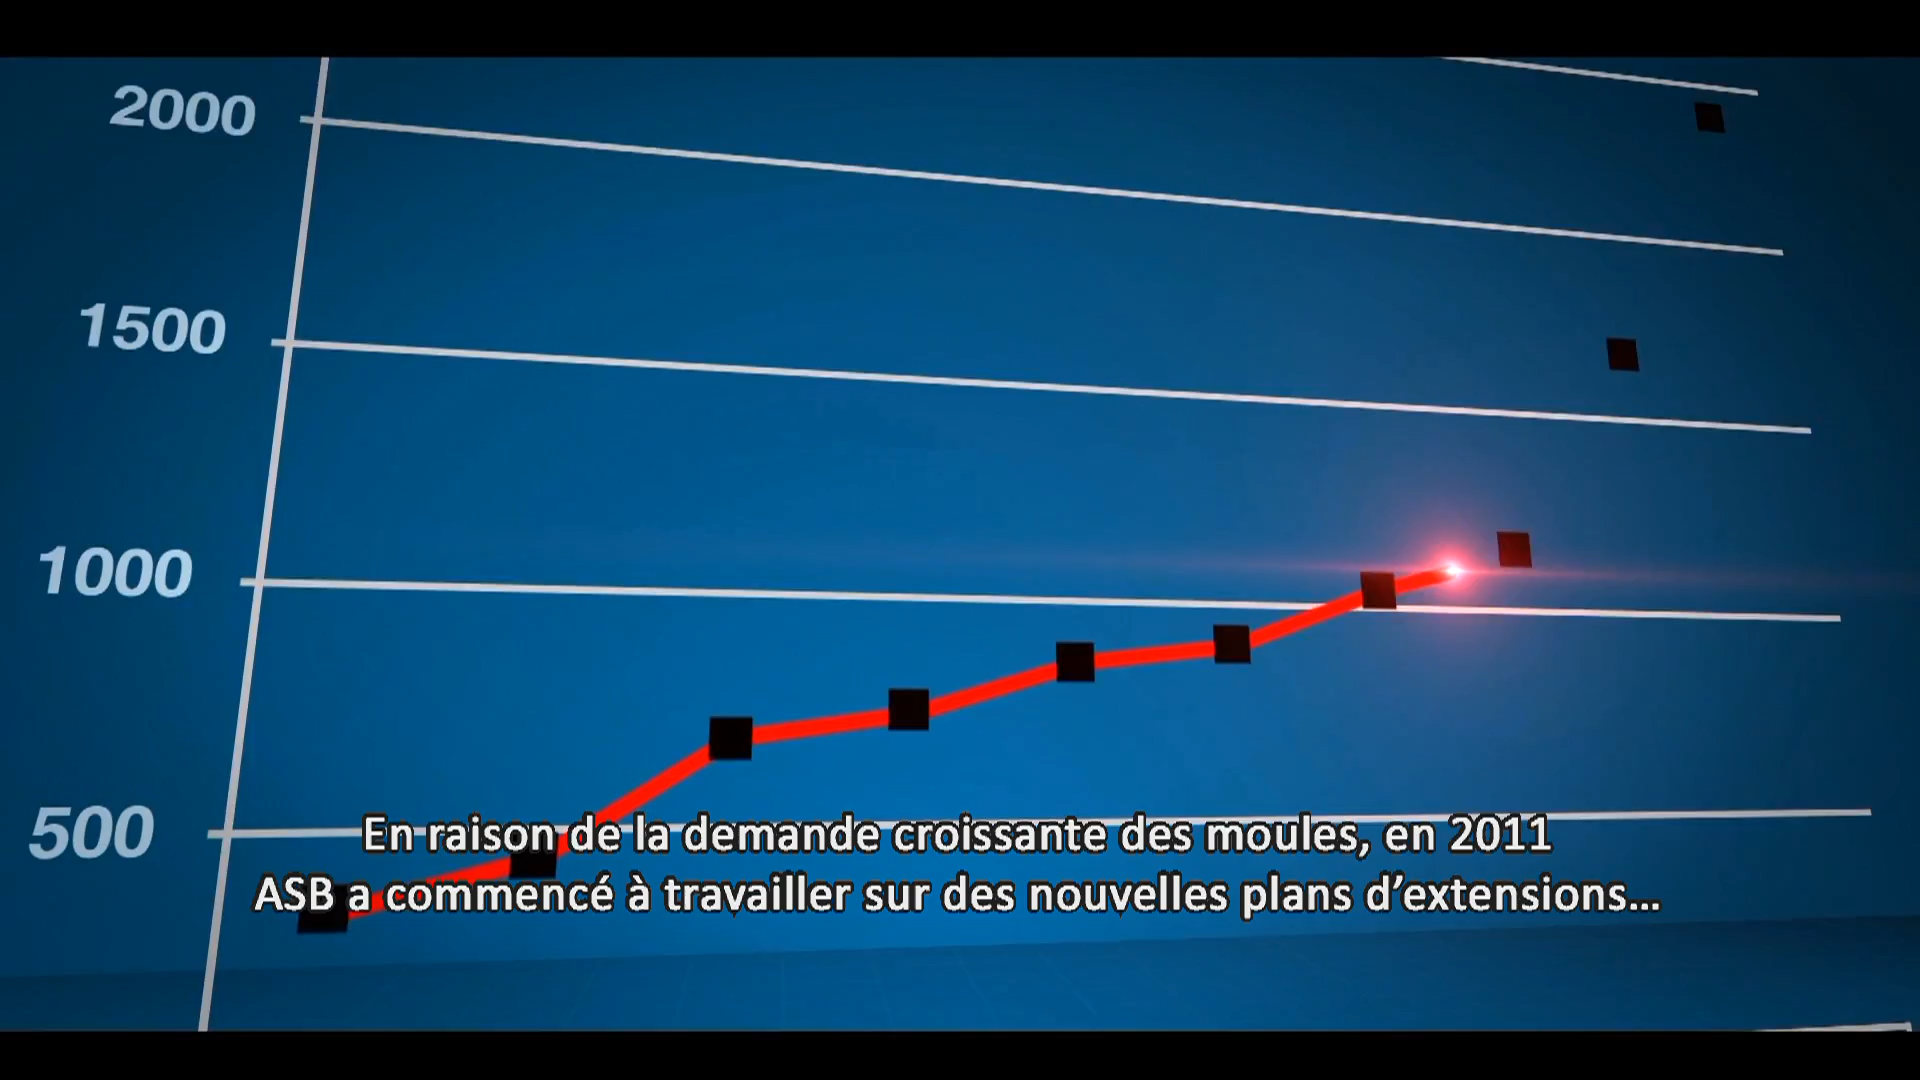 2000
1500
1000
500
En raison de la demande croissante des moules, en 2011
ASB a commencé à travailler sur des nouvelles plans d’extensions...